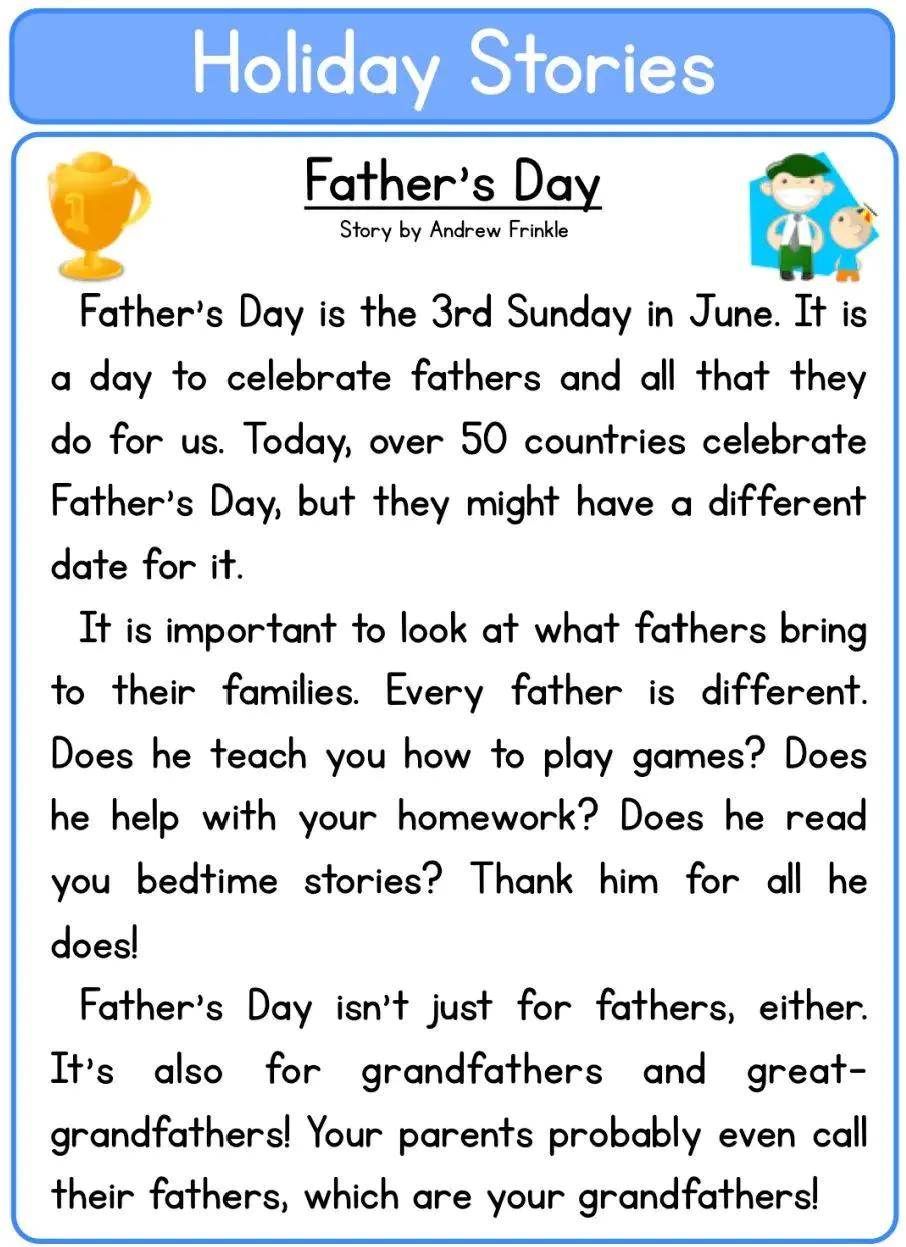 Holiday Stories
1
Father's Day
Story by Andrew Frinkle
Father's Day is the 3rd Sunday in June. It is
a day to celebrate fathers and all that they
do for us. Today, over 50 countries celebrate
Father's Day, but they might have a different
date for it.
It is important to look at what fathers bring
to their families. Every father is different.
Does he teach you how to play games? Does
he help with your homework? Does he read
you bedtime stories? Thank him for all he
does!
Father's Day isn't just for fathers, either.
It's also for grandfathers and great-
grandfathers! Your parents probably even call
their fathers, which are your grandfathers!